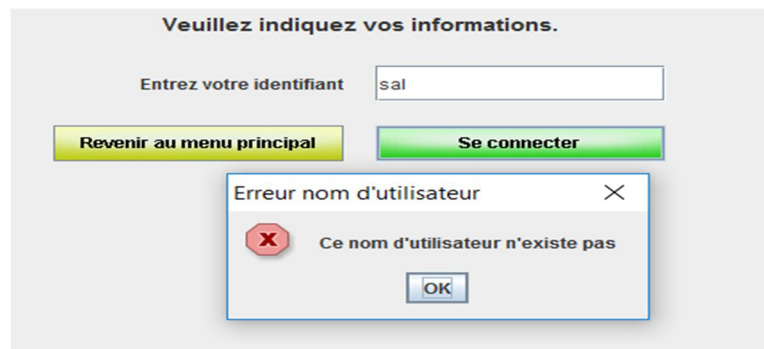 Veuillez indiquez vos informations.
Entrez votre identifiant
sal
Revenir au menu principal
Se connecter
Erreur nom d'utilisateur
Ce nom d'utilisateur n'existe pas
OK